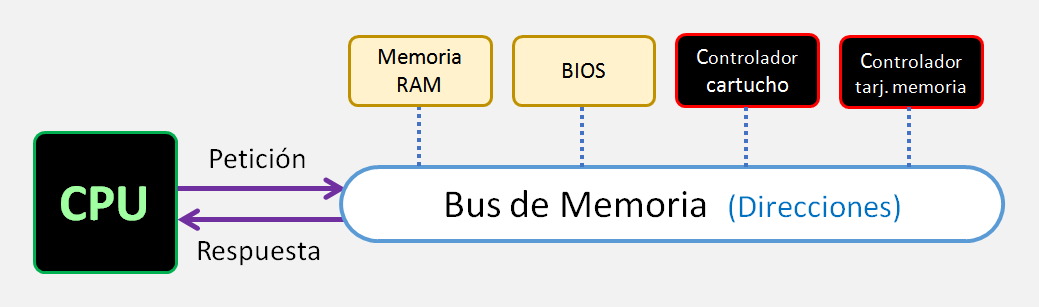 Memoria
RAM
BIOS
Controlador
cartucho
Controlador
tarj. memoria
CPU
Petición
Respuesta
Bus de Memoria (Direcciones)